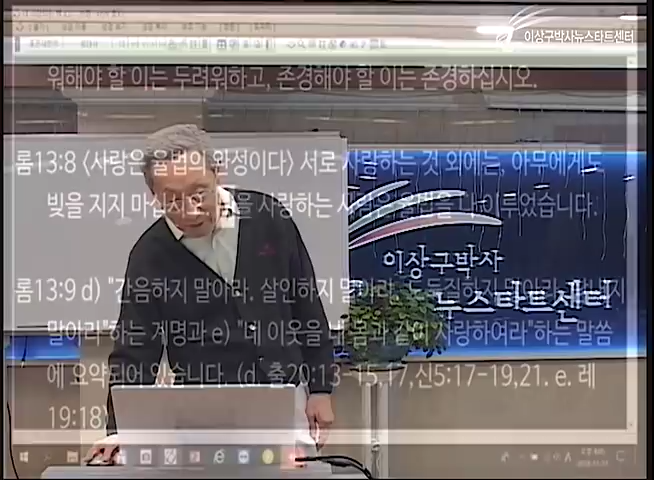 이상구박사뉴스타트센터
워해야 할 이는 두려워하고, 존경해야 할 이는 존경하십시오.
롬13:8 〈사랑은 율법의 완성이다〉 서로 사랑하는 것 외에는, 아무에게도
빚을 지지 마십시오. 남을 사랑하는 사람은 율법을 다 이루었습니다.
이상구박사
롬13:9 d) "간음하지 말아라. 살인하지 말아라. 도둑질하지 말아라. 탐내지
뉴스타트센터
말아라"하는 계명과 e) "네 이웃을 네 몸과 같이 사랑하여라"하는 말씀
에 요약되어 있습니다. (d. 출20:13-15,17,신5:17-19,21. e. 레
19:18)